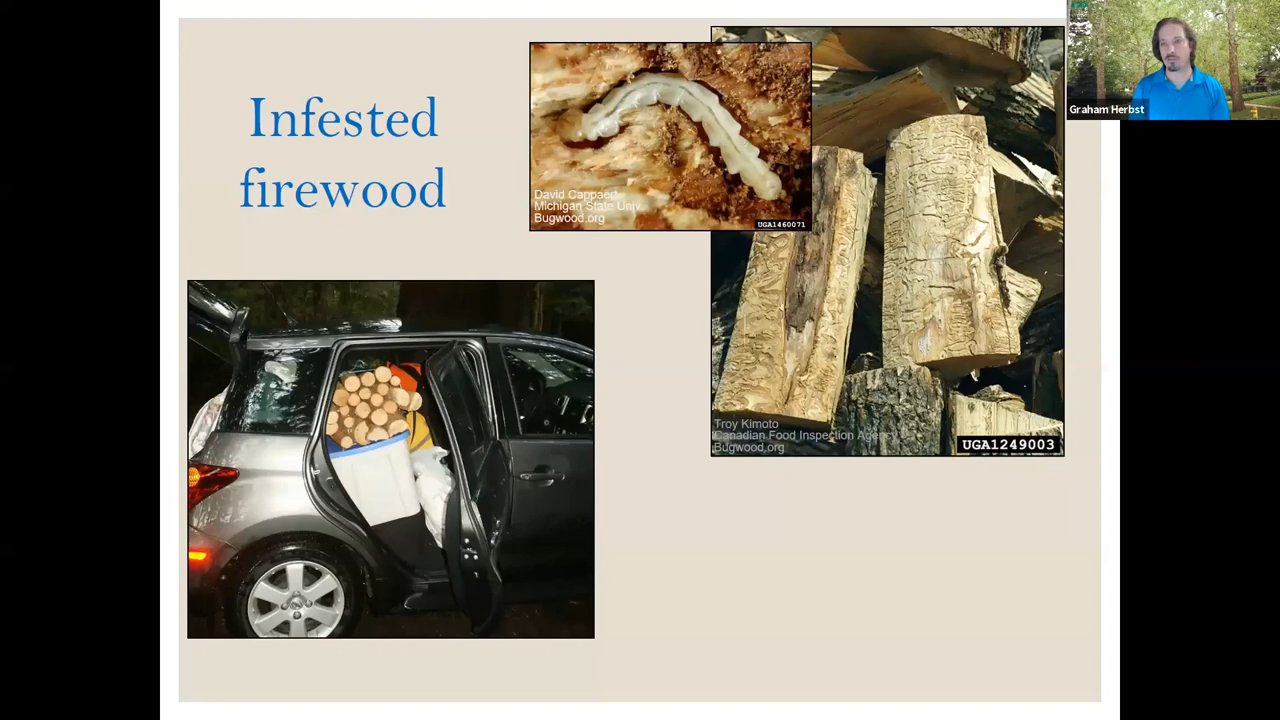 Infested
firewood
David Cappaert
Michigan State Univ.
Bugwood.org
UGA1460071
Troy Kimoto
Canadian Food Inspection Agency
Bugwood.org
UGA1249003
Graham Herbst